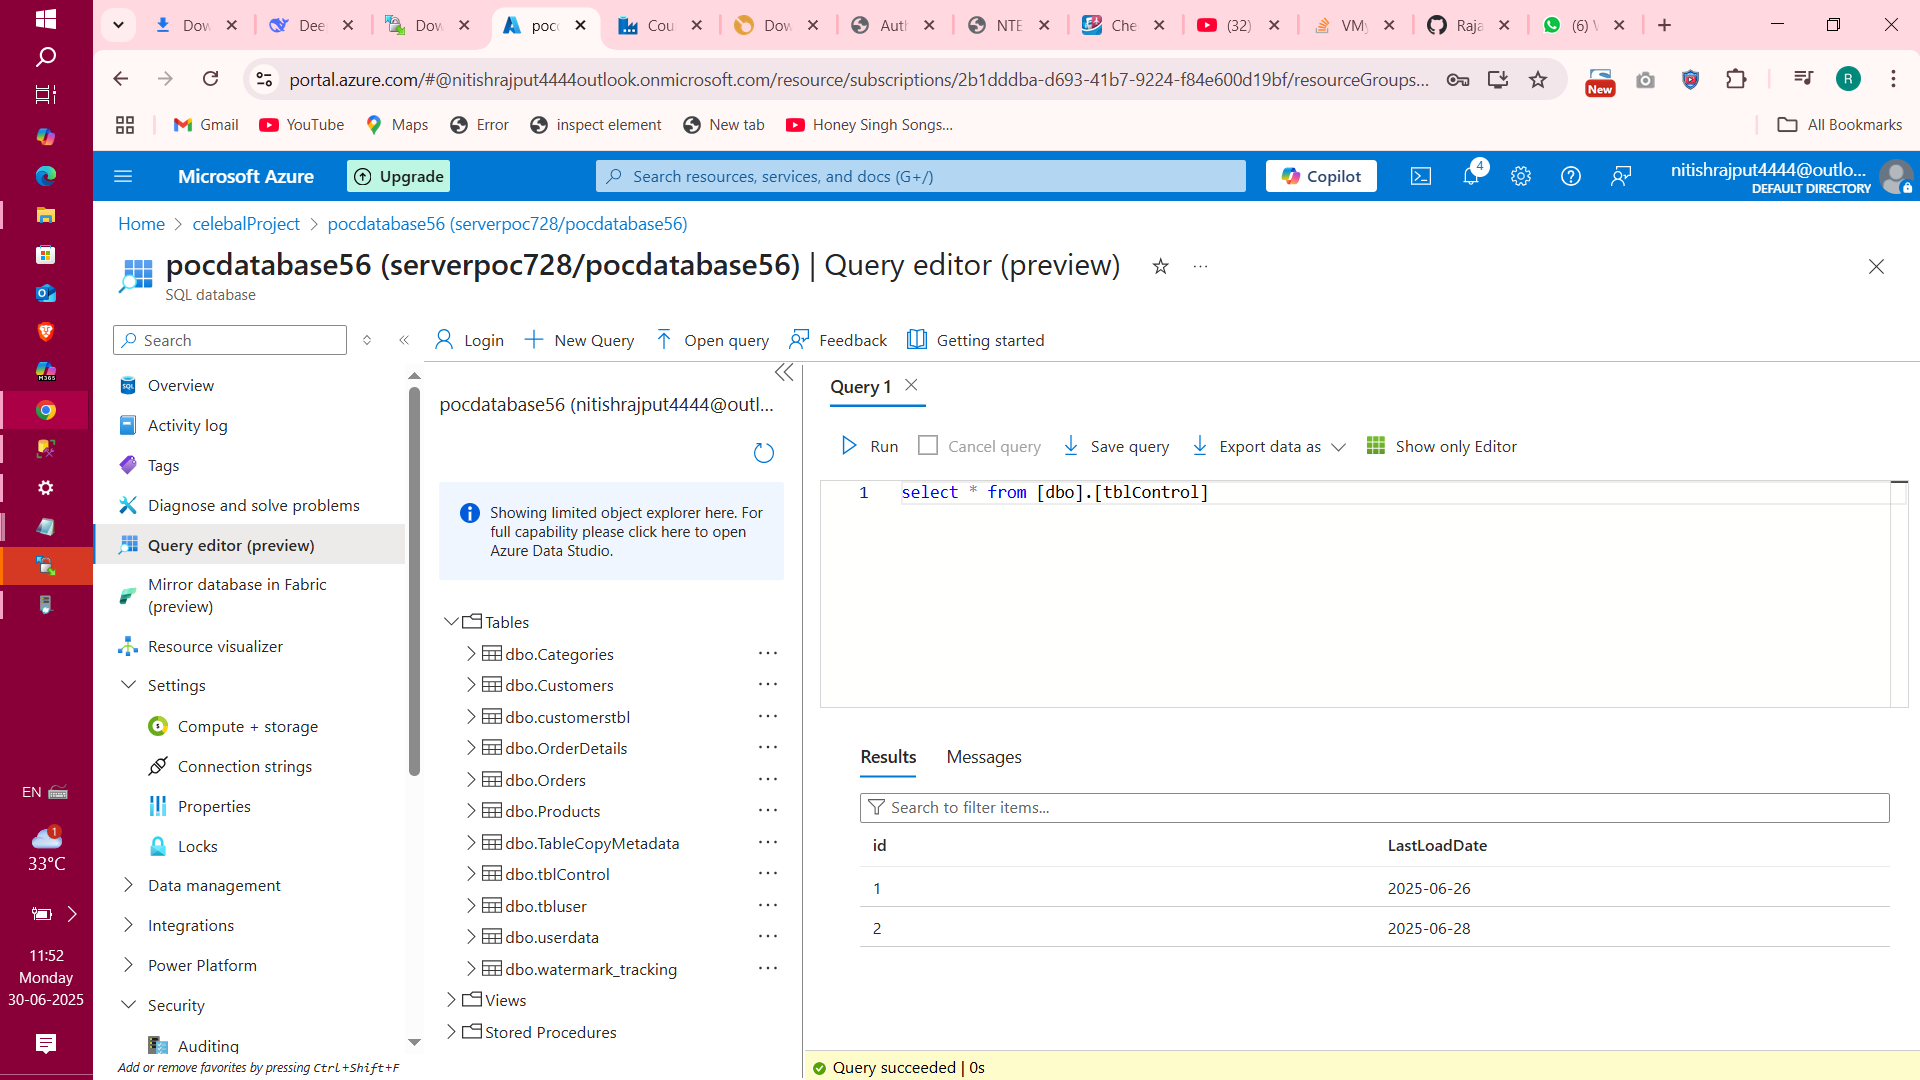 Dow
Deep
Dow
poc
Cou
Dow
Auth
NTE
Che
(32)
VMy
Raja
(6)
portal.azure.com/#@nitishrajput4444outlook.onmicrosoft.com/resource/subscriptions/2b1dddba-d693-41b7-9224-f84e600d19bf/resourceGroups...
New
R
Gmail
YouTube
Maps
Error
inspect element
New tab
Honey Singh Songs...
All Bookmarks
Microsoft Azure
Upgrade
Search resources, services, and docs (G+/)
Copilot
4
nitishrajput4444@outlo...
DEFAULT DIRECTORY
Home > celebalProject > pocdatabase56 (serverpoc728/pocdatabase56)
pocdatabase56 (serverpoc728/pocdatabase56) | Query editor (preview)
SQL database
Search
Login
New Query
Open query
Feedback
Getting started
Overview
Activity log
Tags
Diagnose and solve problems
Query editor (preview)
Mirror database in Fabric
(preview)
Resource visualizer
Settings
Compute + storage
Connection strings
Properties
Locks
Data management
Integrations
Power Platform
Security
Auditing
Add or remove favorites by pressing Ctrl+Shift+F
pocdatabase56 (nitishrajput4444@outl...
Showing limited object explorer here. For
full capability please click here to open
Azure Data Studio.
Tables
dbo.Categories
dbo.Customers
dbo.customerstbl
dbo.OrderDetails
dbo.Orders
dbo.Products
dbo.TableCopyMetadata
dbo.tblControl
dbo.tbluser
dbo.userdata
dbo.watermark_tracking
Views
Stored Procedures
Query 1
Run
Cancel query
Save query
Export data as
Show only Editor
1 select * from [dbo].[tblControl]
Results
Messages
Search to filter items...
id LastLoadDate
1 2025-06-26
2 2025-06-28
Query succeeded | 0s
M365
EN
1
33°C
11:52
Monday
30-06-2025